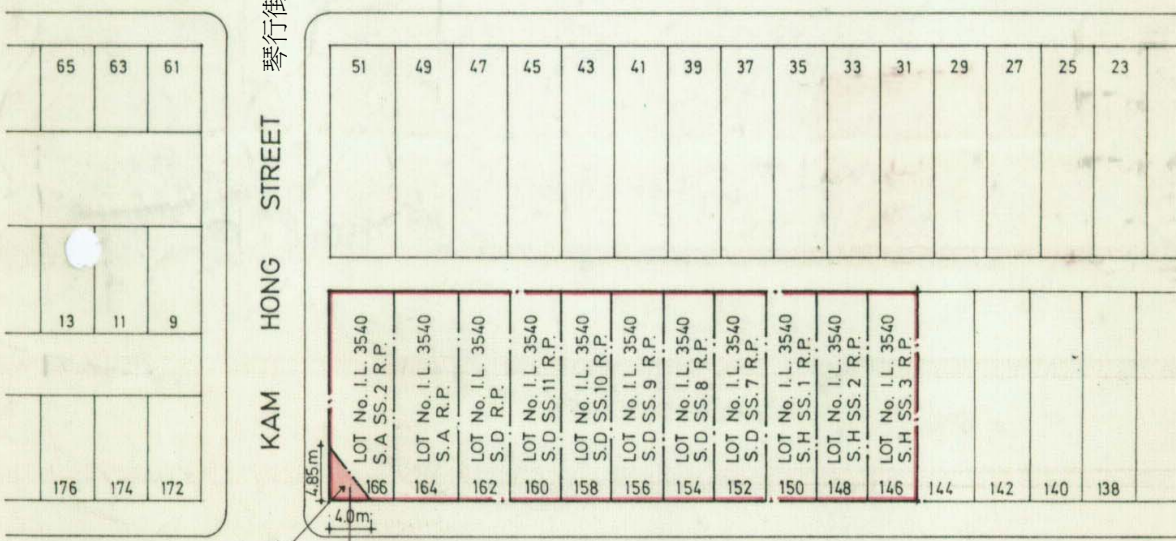 琴行街
KAM HONG STREET
65
63
61
51
49
47
45
43
41
39
37
35
33
31
29
27
25
23
13
11
9
LOT No. I.L. 3540
S.A SS.2 R.P.
LOT No. I.L. 3540
S.A R.P.
LOT No. I.L. 3540
S.D R.P.
LOT No. I.L. 3540
S.D SS.11 R.P.
LOT No. I.L. 3540
S.D SS.10 R.P.
LOT No. I.L. 3540
S.D SS. 9 R.P.
LOT No. I.L. 3540
S.D SS.8 R.P.
LOT No. I.L. 3540
S.D SS.7 R.P.
LOT No. I.L. 3540
S.H SS. 1 R.P.
LOT No. I.L. 3540
S.H SS. 2 R.P.
LOT No. I.L. 3540
S.H SS. 3 R.P.
4.85m
176
174
172
166
164
162
160
158
156
154
152
150
148
146
144
142
140
138
4.0m